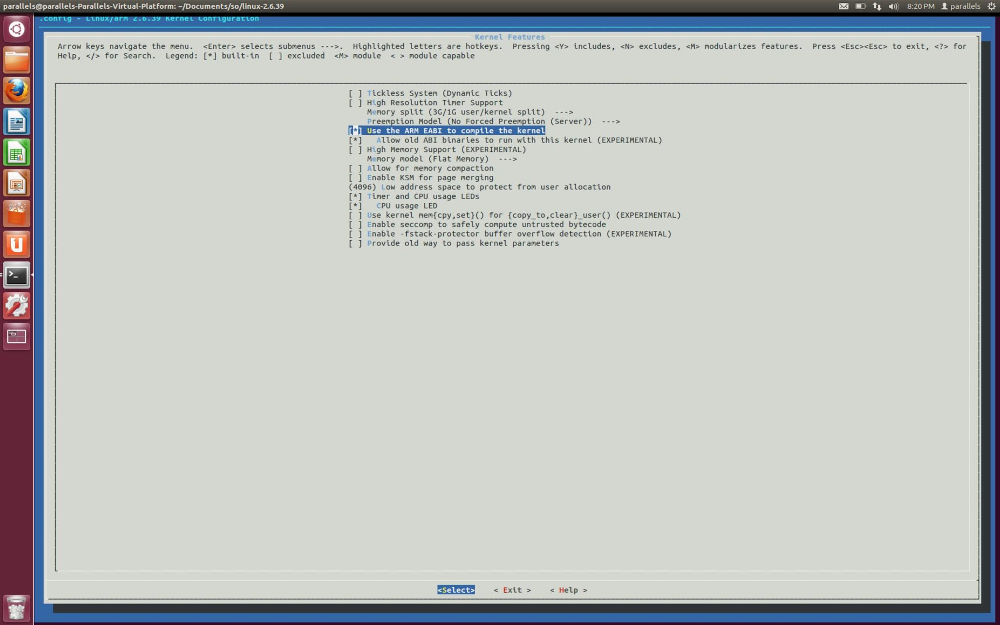 parallels@parallels-Parallels-Virtual-Platform: ~/Documents/so/linux-2.6.39
8:20 PM parallels
.config - Linux/arm 2.6.39 Kernel Configuration
Kernel Features
Arrow keys navigate the menu.  <Enter> selects submenus --->.  Highlighted letters are hotkeys.  Pressing <Y> includes, <N> excludes, <M> modularizes features.  Press <Esc><Esc> to exit, <?> for
Help, </> for Search.  Legend: [*] built-in  [ ] excluded  <M> module  < > module capable
[ ] Tickless System (Dynamic Ticks)
[ ] High Resolution Timer Support
Memory split (3G/1G user/kernel split)  --->
Preemption Model (No Forced Preemption (Server))  --->
[*] Use the ARM EABI to compile the kernel
[*]   Allow old ABI binaries to run with this kernel (EXPERIMENTAL)
[ ] High Memory Support (EXPERIMENTAL)
Memory model (Flat Memory)  --->
[ ] Allow for memory compaction
[ ] Enable KSM for page merging
(4096) Low address space to protect from user allocation
[*] Timer and CPU usage LEDs
[*]   CPU usage LED
[ ] Use kernel mem{cpy,set}() for {copy_to,clear}_user() (EXPERIMENTAL)
[ ] Enable seccomp to safely compute untrusted bytecode
[ ] Enable -fstack-protector buffer overflow detection (EXPERIMENTAL)
[ ] Provide old way to pass kernel parameters
<Select>    < Exit >    < Help >